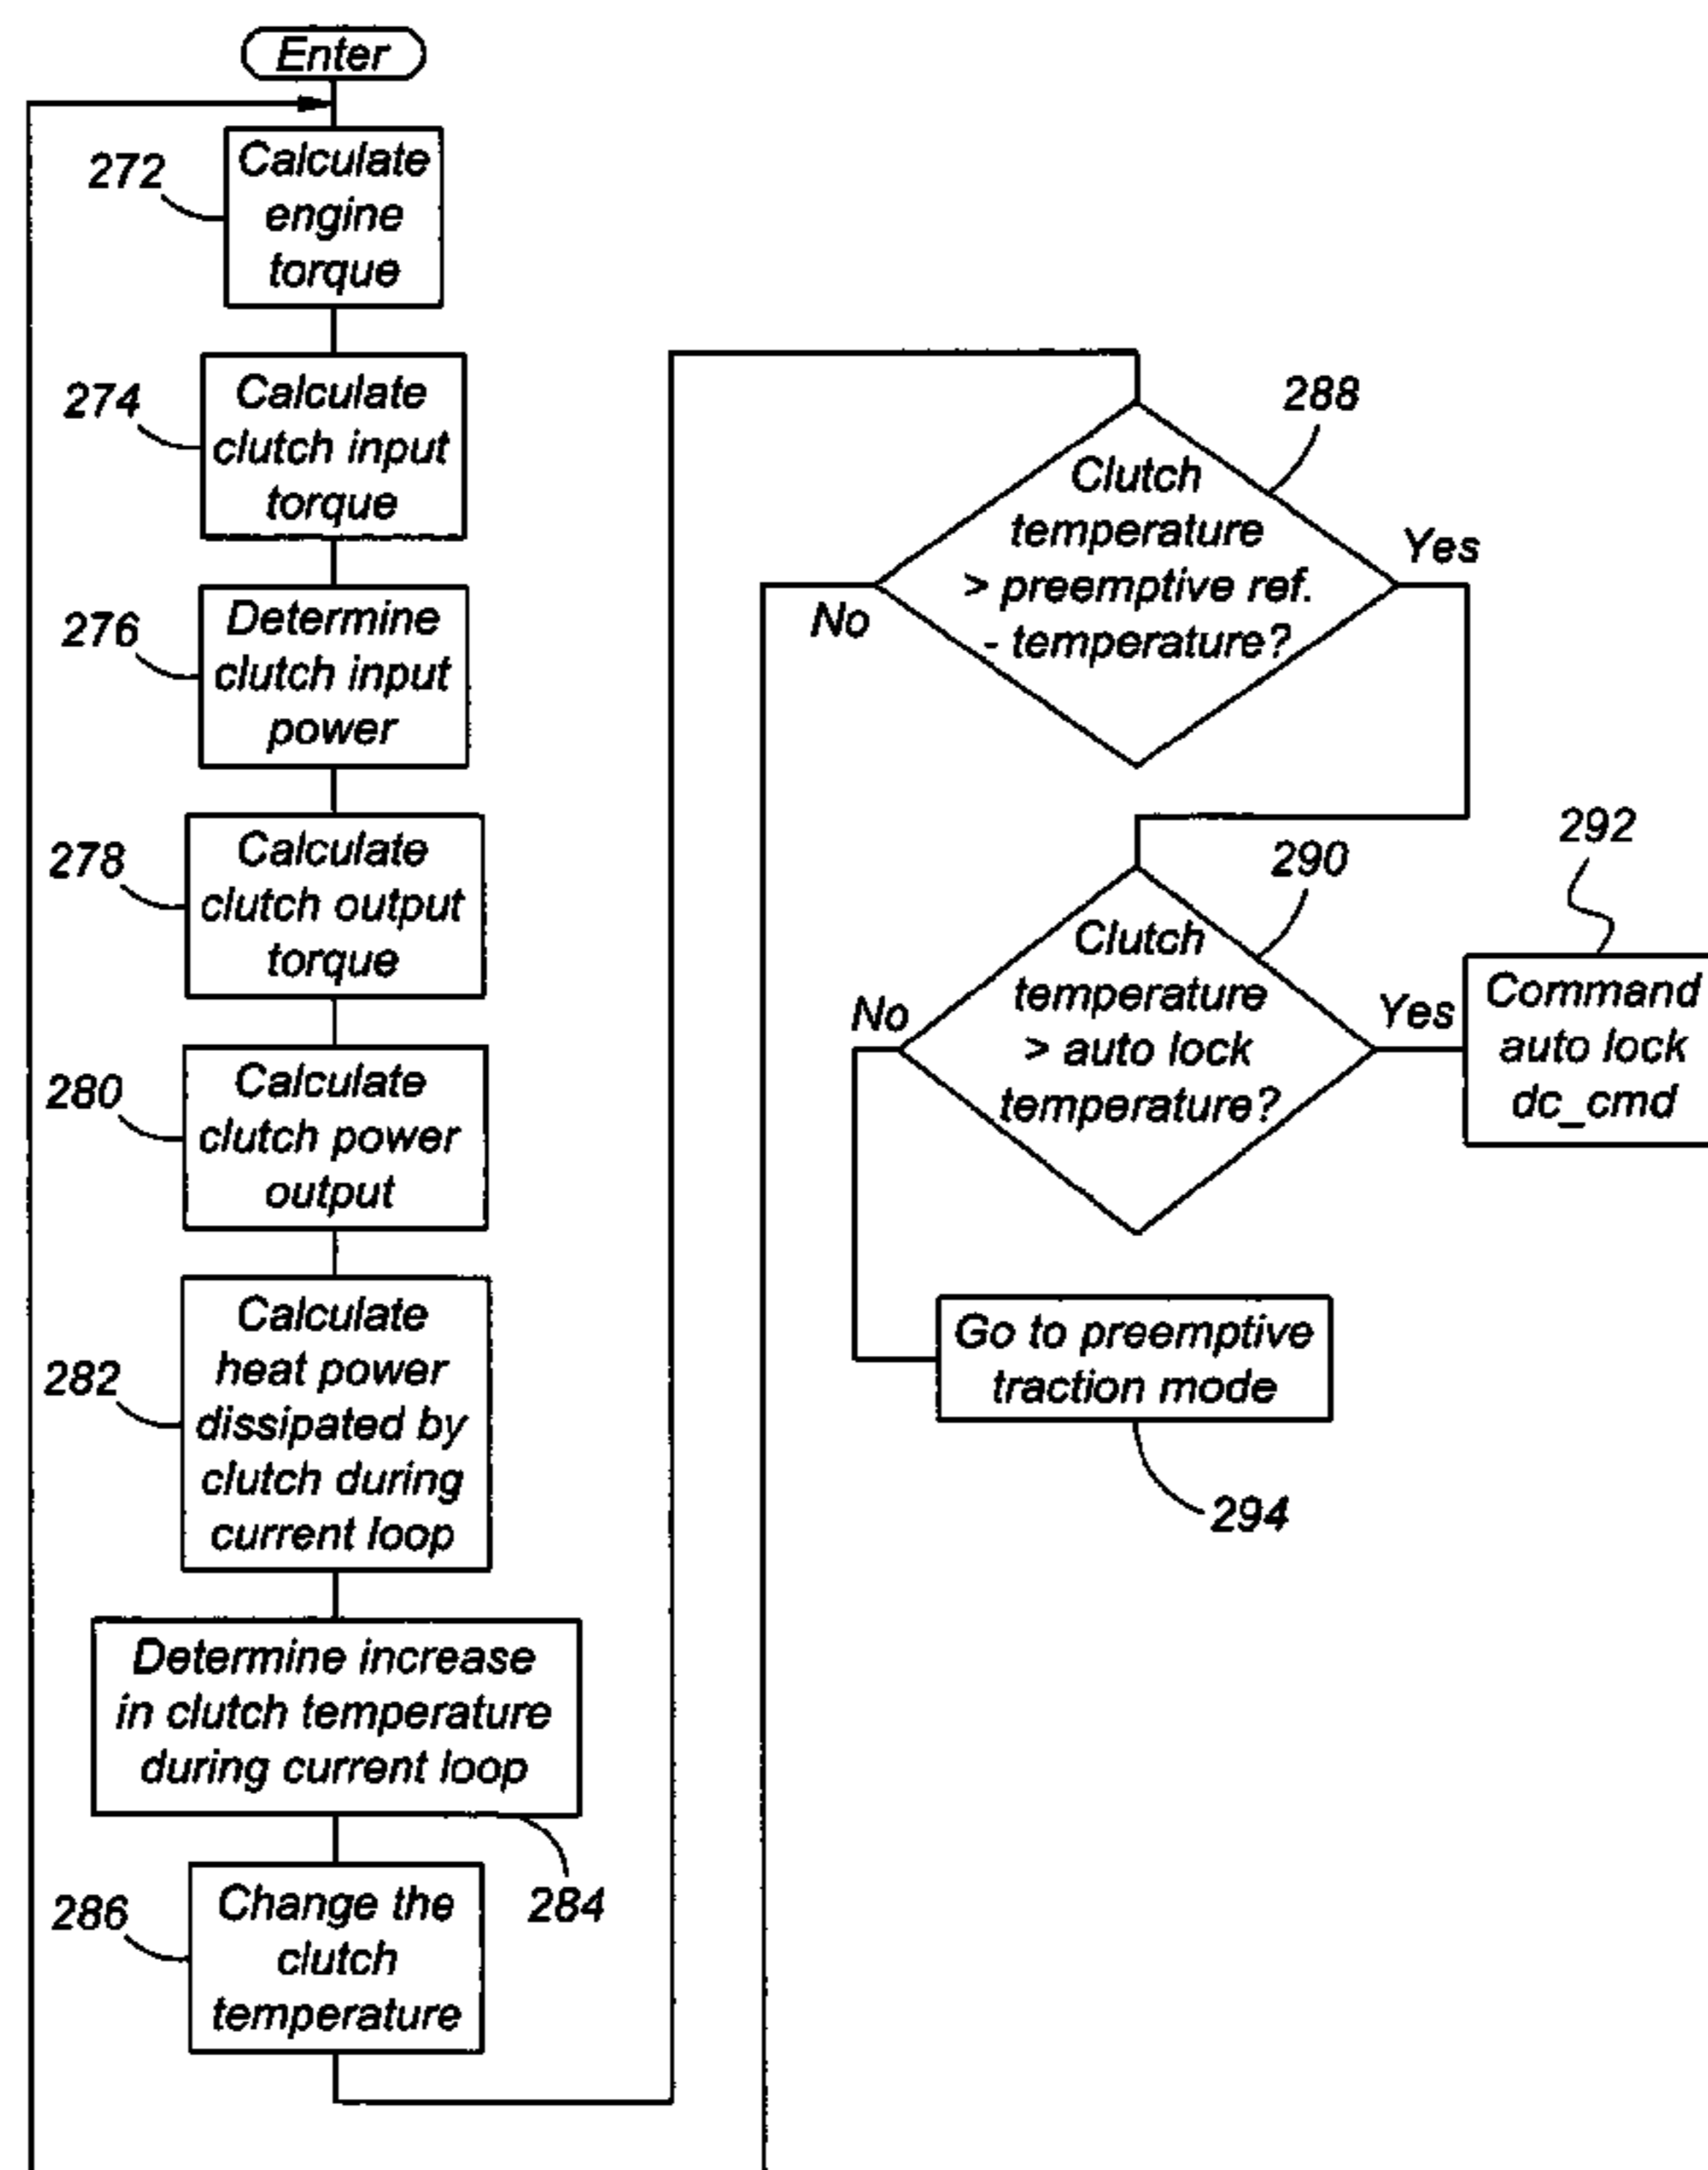 Enter
272
Calculate
engine
torque
274
Calculate
clutch input
torque
276
Determine
clutch input
power
278
Calculate
clutch output
torque
280
Calculate
clutch power
output
282
Calculate
heat power
dissipated by
clutch during
current loop
Determine increase
in clutch temperature
during current loop
284
286
Change the
clutch
temperature
288
Clutch
temperature
> preemptive ref.
- temperature?
Yes
No
290
Clutch
temperature
> auto lock
temperature?
No
Yes
292
Command
auto lock
dc_cmd
Go to preemptive
traction mode
294